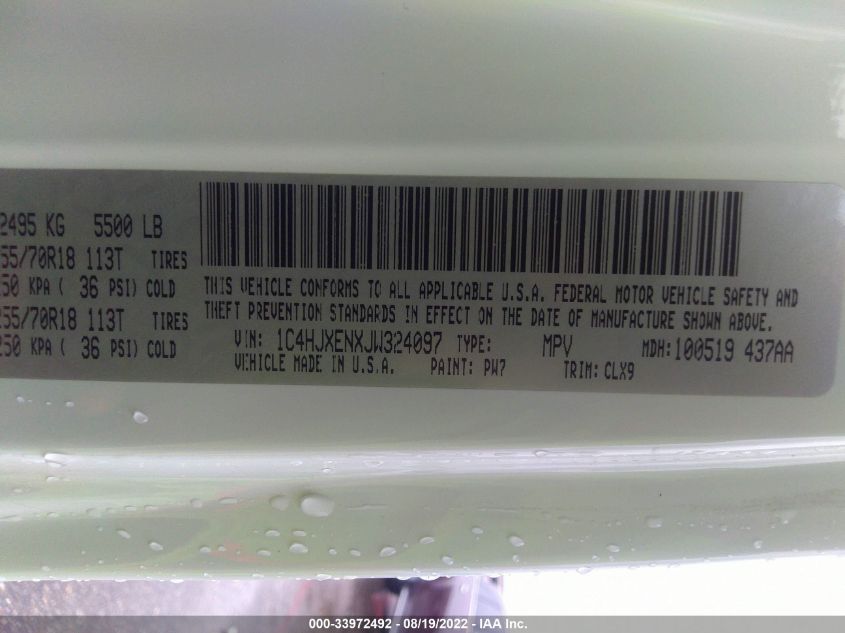 2495 KG 5500 LB
255/70R18 113T TIRES
250 KPA ( 36 PSI) COLD
255/70R18 113T TIRES
250 KPA ( 36 PSI) COLD
THIS VEHICLE CONFORMS TO ALL APPLICABLE U.S.A. FEDERAL MOTOR VEHICLE SAFETY AND
THEFT PREVENTION STANDARDS IN EFFECT ON THE DATE OF MANUFACTURE SHOWN ABOVE.
VIN: 1C4HJXENXJW324097 TYPE: MPV MDH: 100519 437AA
VEHICLE MADE IN U.S.A. PAINT: PW7 TRIM: CLX9
000-33972492 - 08/19/2022 - IAA Inc.